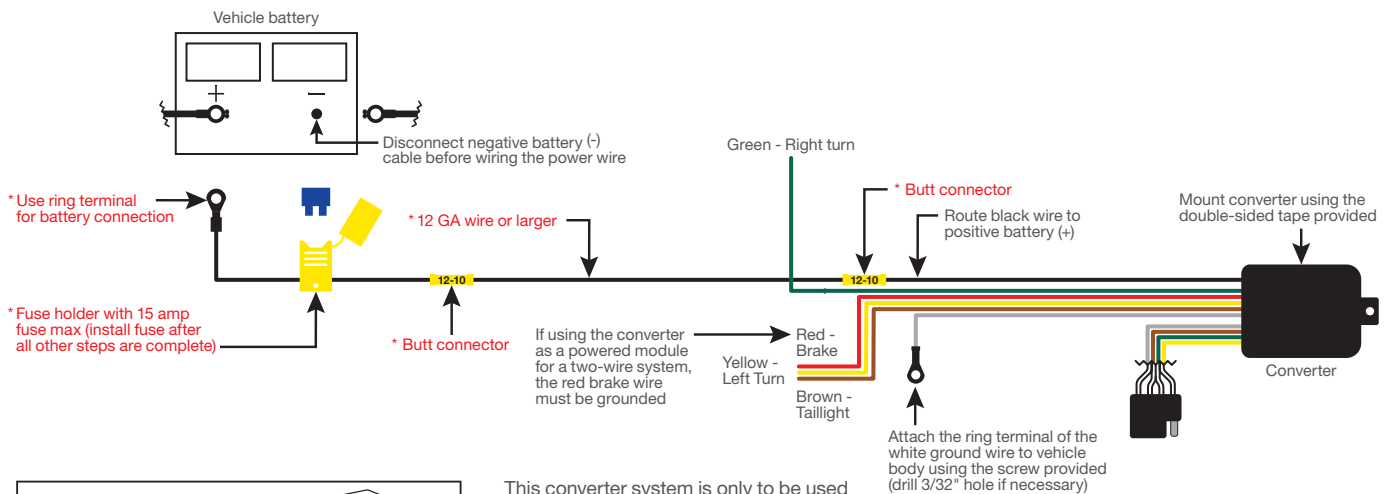 Vehicle battery
+
–
Disconnect negative battery (-)
cable before wiring the power wire
Green - Right turn
* Use ring terminal
for battery connection
* 12 GA wire or larger
* Butt connector
Route black wire to
positive battery (+)
Mount converter using the
double-sided tape provided
12-10
12-10
* Fuse holder with 15 amp
fuse max (install fuse after
all other steps are complete)
* Butt connector
If using the converter
as a powered module
for a two-wire system,
the red brake wire
must be grounded
Red -
Brake
Yellow -
Left Turn
Brown -
Taillight
Converter
Attach the ring terminal of the
white ground wire to vehicle
body using the screw provided
(drill 3/32" hole if necessary)
This converter system is only to be used